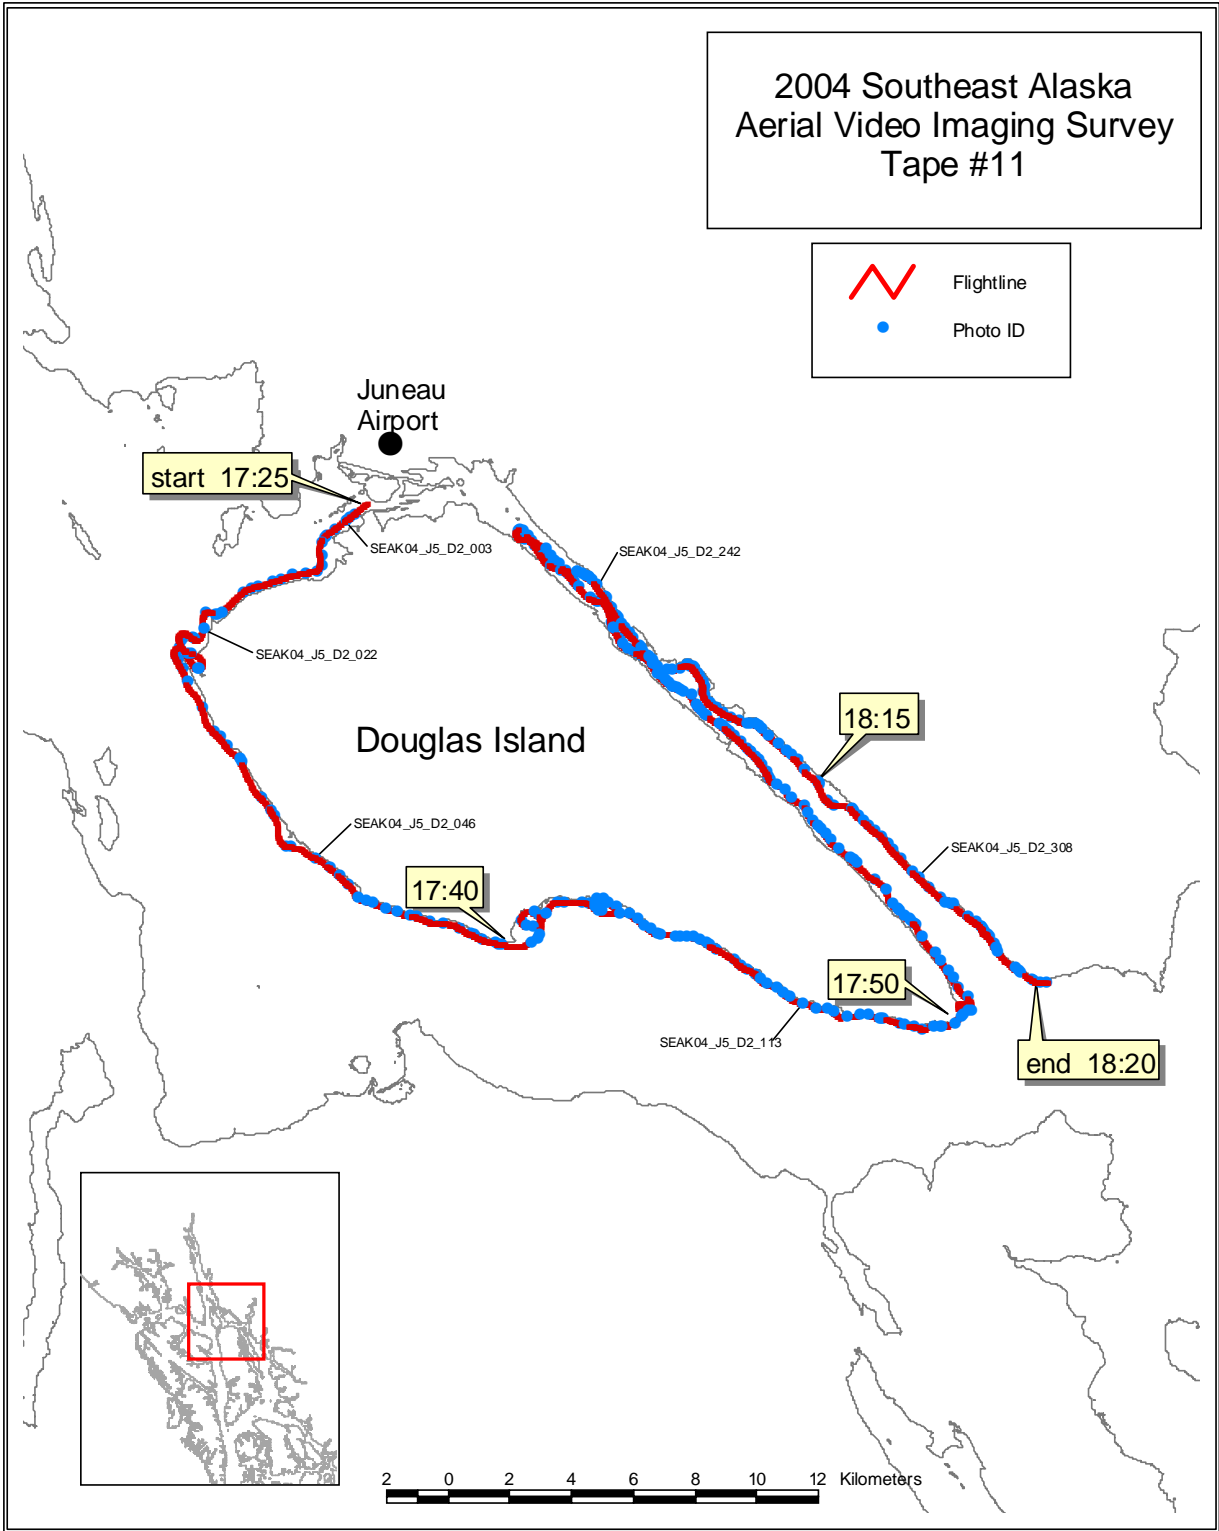 2004 Southeast Alaska
Aerial Video Imaging Survey
Tape #11
Flightline
Photo ID
Juneau
Airport
start 17:25
SEAK04_J5_D2_003
SEAK04_J5_D2_242
SEAK04_J5_D2_022
18:15
Douglas Island
SEAK04_J5_D2_046
SEAK04_J5_D2_308
17:40
17:50
SEAK04_J5_D2_113
end 18:20
2 0 2 4 6 8 10 12 Kilometers